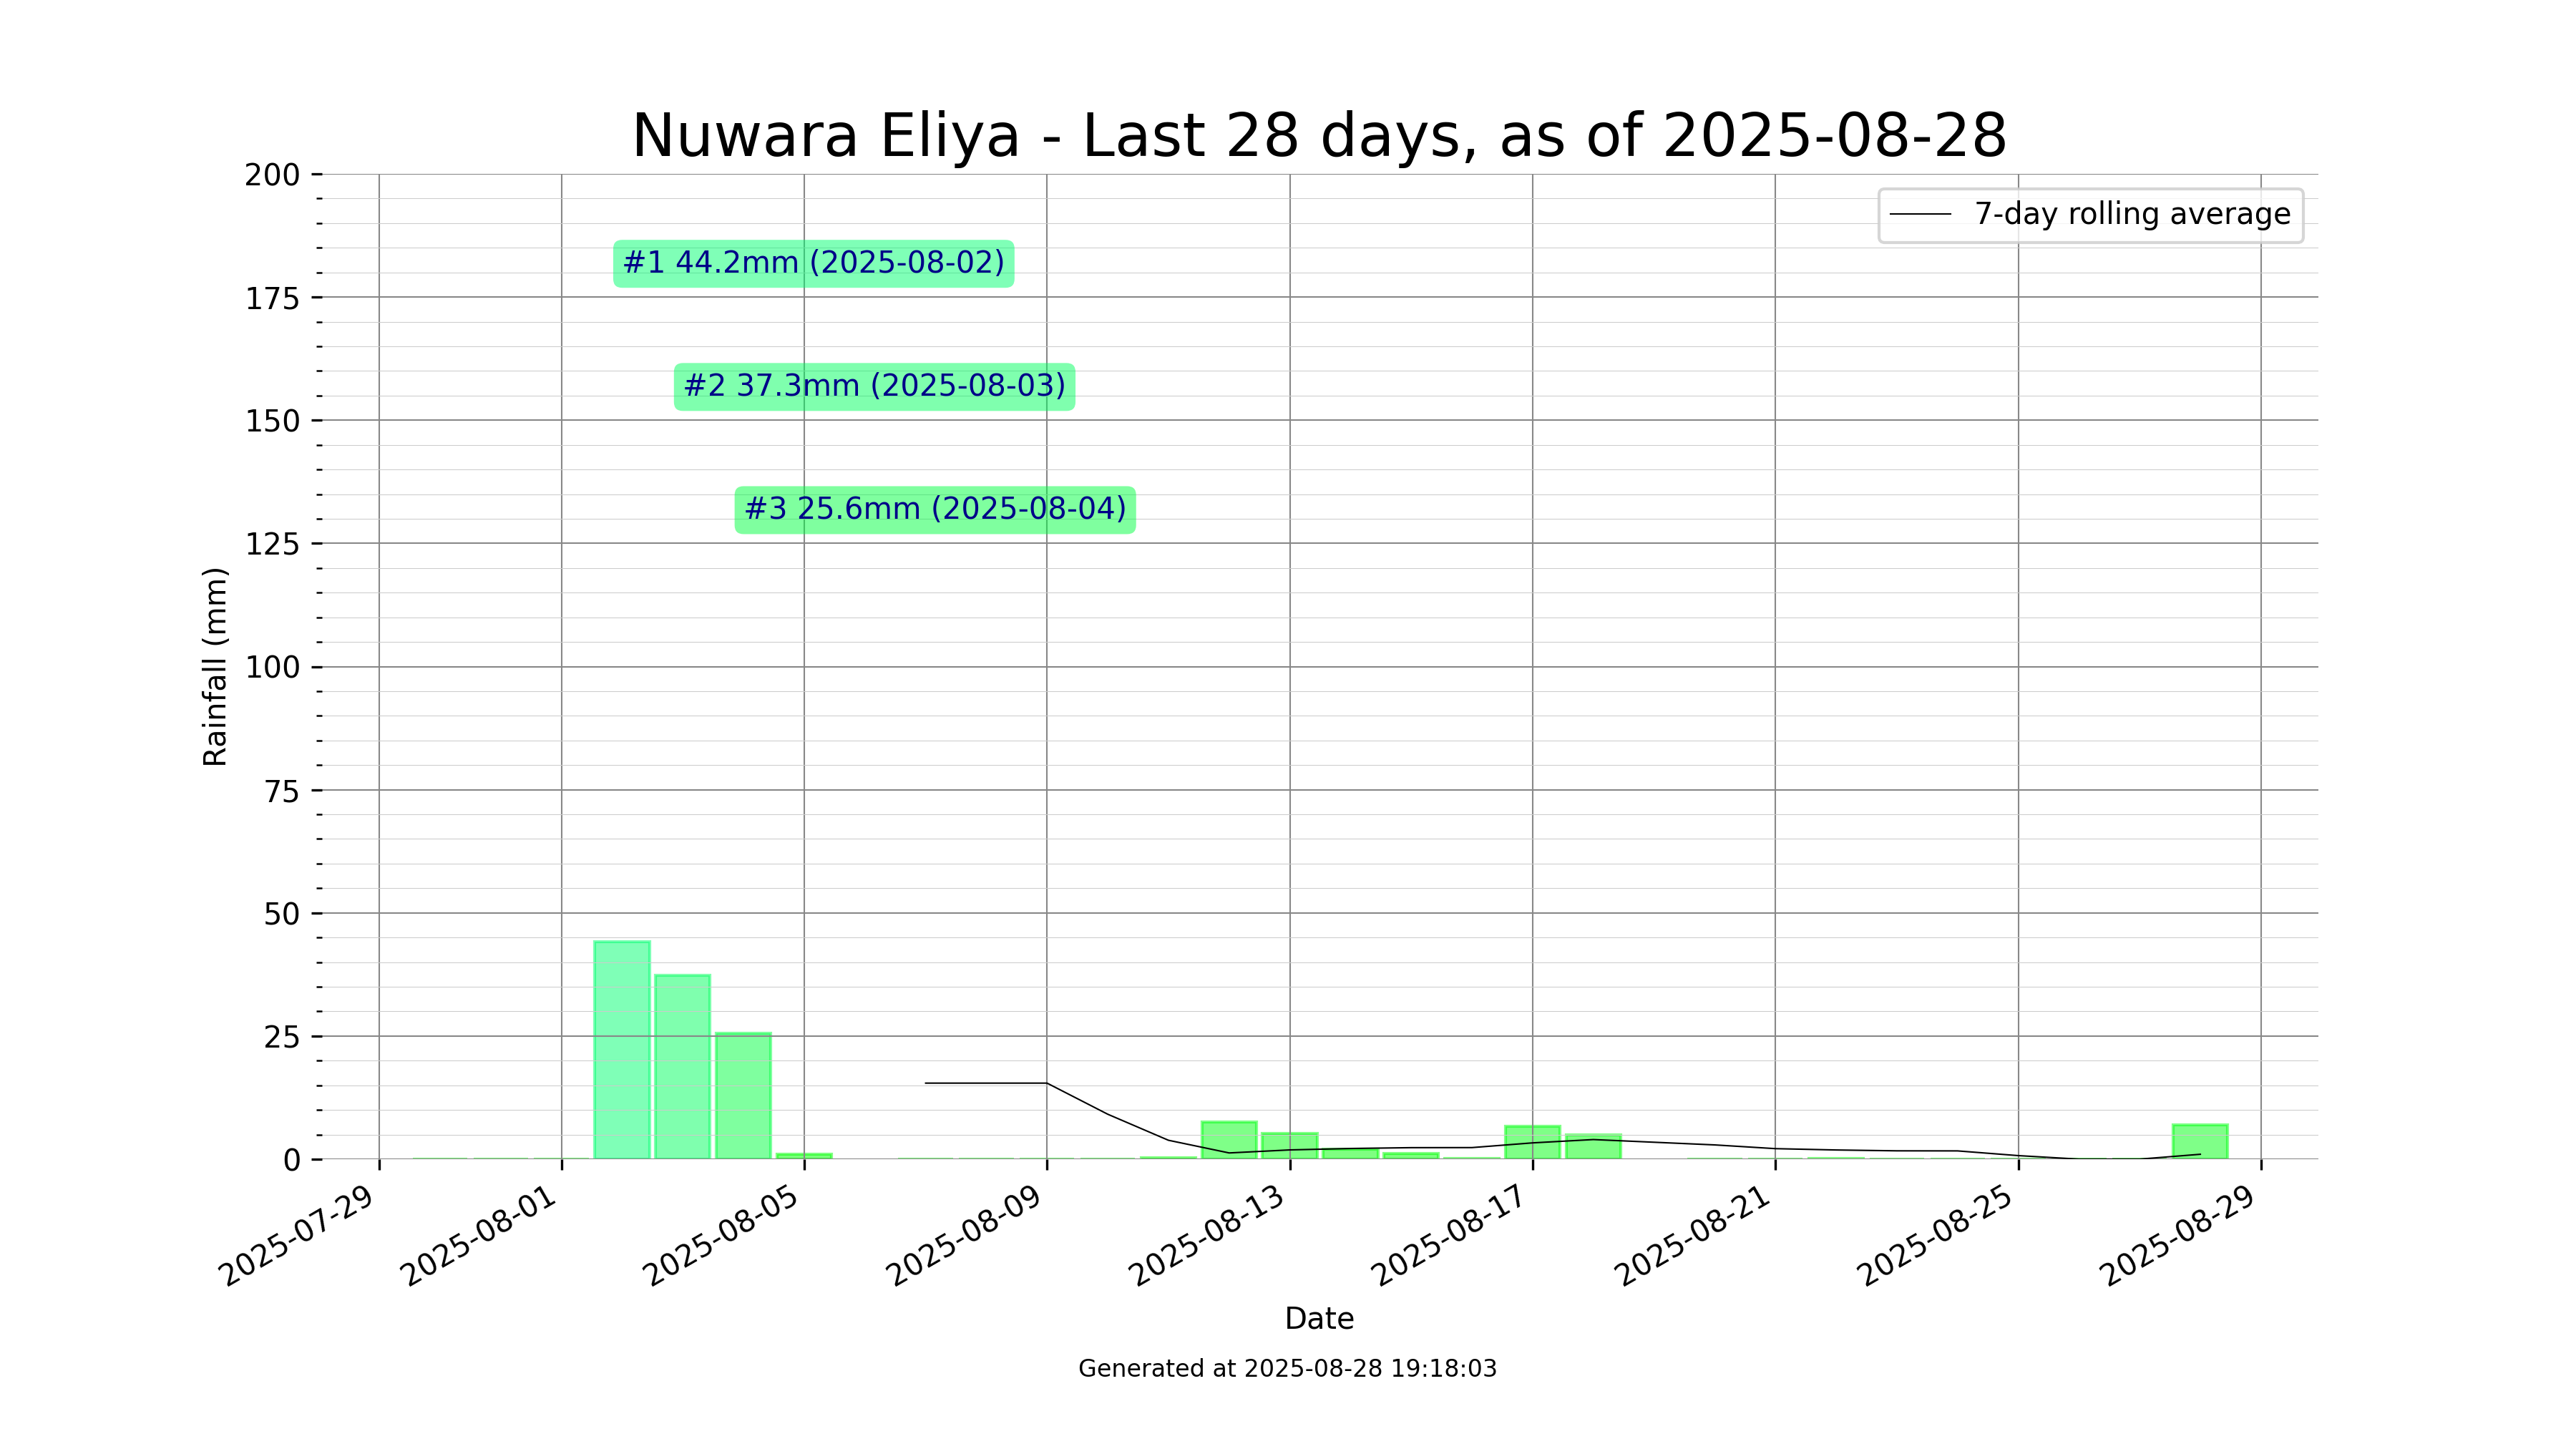 Nuwara Eliya - Last 28 days, as of 2025-08-28
7-day rolling average
#1 44.2mm (2025-08-02)
#2 37.3mm (2025-08-03)
#3 25.6mm (2025-08-04)
Rainfall (mm)
200
175
150
125
100
75
50
25
0
2025-07-29
2025-08-01
2025-08-05
2025-08-09
2025-08-13
2025-08-17
2025-08-21
2025-08-25
2025-08-29
Date
Generated at 2025-08-28 19:18:03